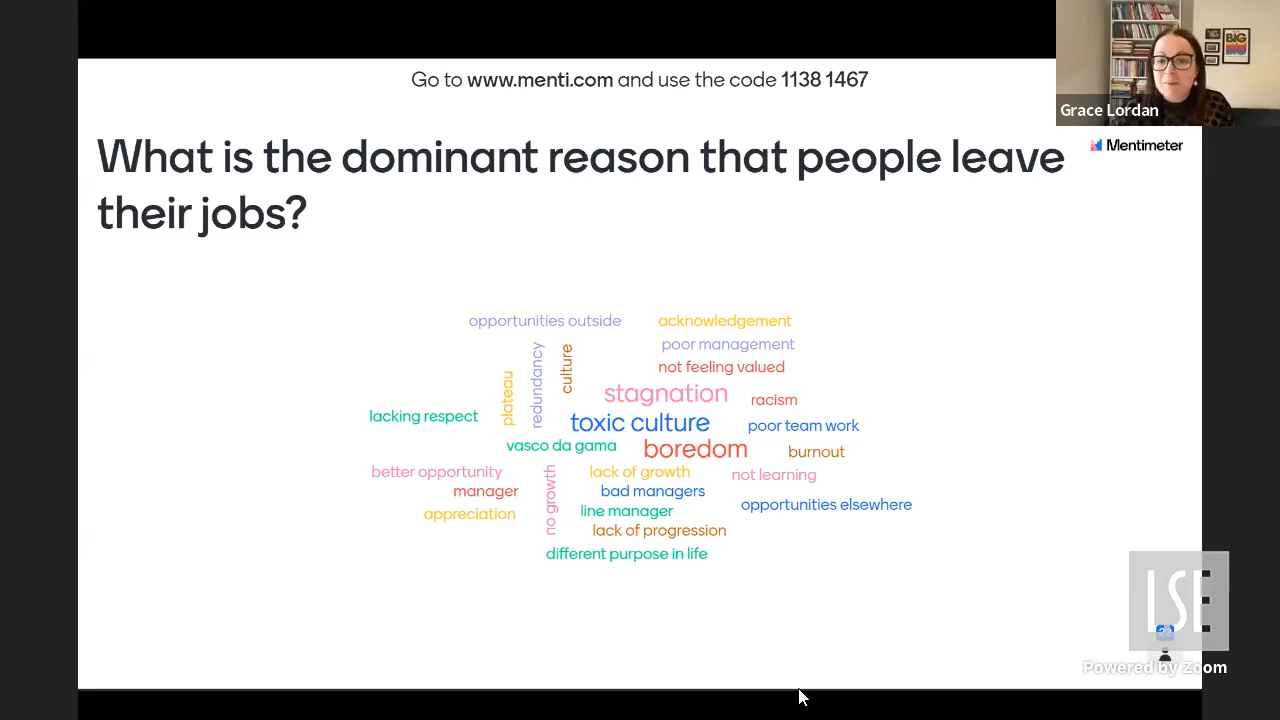 Go to www.menti.com and use the code 1138 1467
BIG
Grace Lordan
Mentimeter
What is the dominant reason that people leave
their jobs?
opportunities outside
acknowledgement
poor management
redundancy
culture
not feeling valued
plateau
stagnation
racism
lacking respect
toxic culture
poor team work
vasco da gama
boredom
burnout
better opportunity
no growth
lack of growth
not learning
manager
bad managers
opportunities elsewhere
appreciation
line manager
lack of progression
different purpose in life
LSE
Powered by Zoom